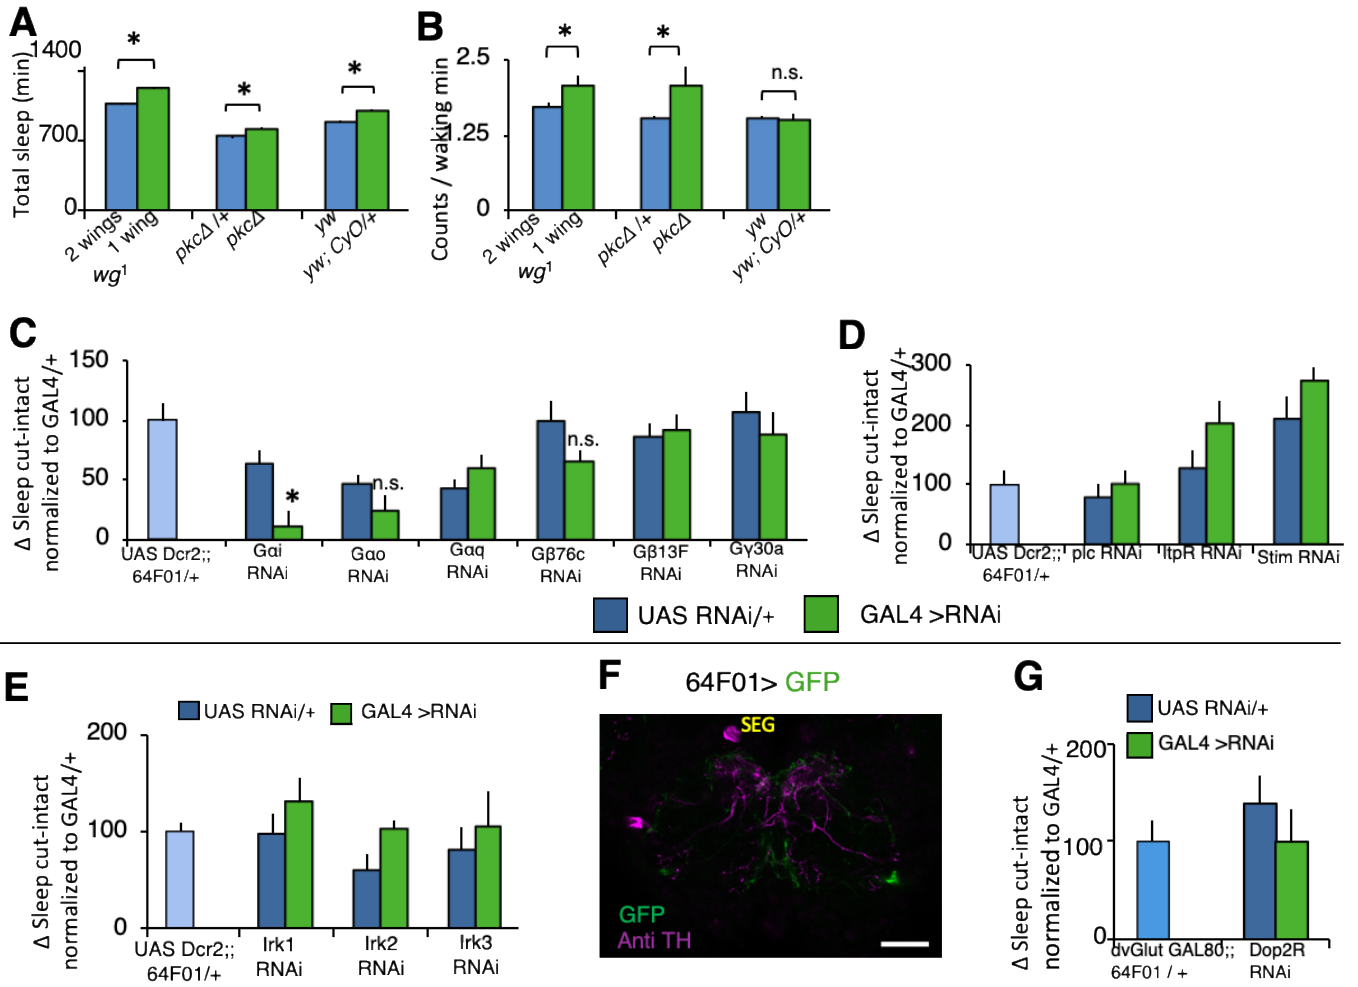 A
Total sleep (min)
1400
700
0
*
*
*
2 wings
1 wing
wg¹
pkcΔ /+
pkcΔ
yw
yw; CyO/+
B
Counts / waking min
2.5
1.25
0
*
*
n.s.
2 wings
1 wing
wg¹
pkcΔ /+
pkcΔ
yw
yw; CyO/+
C
Δ Sleep cut-intact
normalized to GAL4/+
150
100
50
0
*
n.s.
n.s.
UAS Dcr2;;
64F01/+
Gαi
RNAi
Gαo
RNAi
Gαq
RNAi
Gβ76c
RNAi
Gβ13F
RNAi
Gγ30a
RNAi
D
Δ Sleep cut-intact
normalized to GAL4/+
300
200
100
0
UAS Dcr2;;
64F01/+
plc RNAi
ItpR RNAi
Stim RNAi
UAS RNAi/+
GAL4 >RNAi
E
UAS RNAi/+
GAL4 >RNAi
Δ Sleep cut-intact
normalized to GAL4/+
200
100
0
UAS Dcr2;;
64F01/+
Irk1
RNAi
Irk2
RNAi
Irk3
RNAi
F
64F01> GFP
SEG
GFP
Anti TH
G
UAS RNAi/+
GAL4 >RNAi
Δ Sleep cut-intact
normalized to GAL4/+
200
100
0
dvGlut GAL80;;
64F01 / +
Dop2R
RNAi